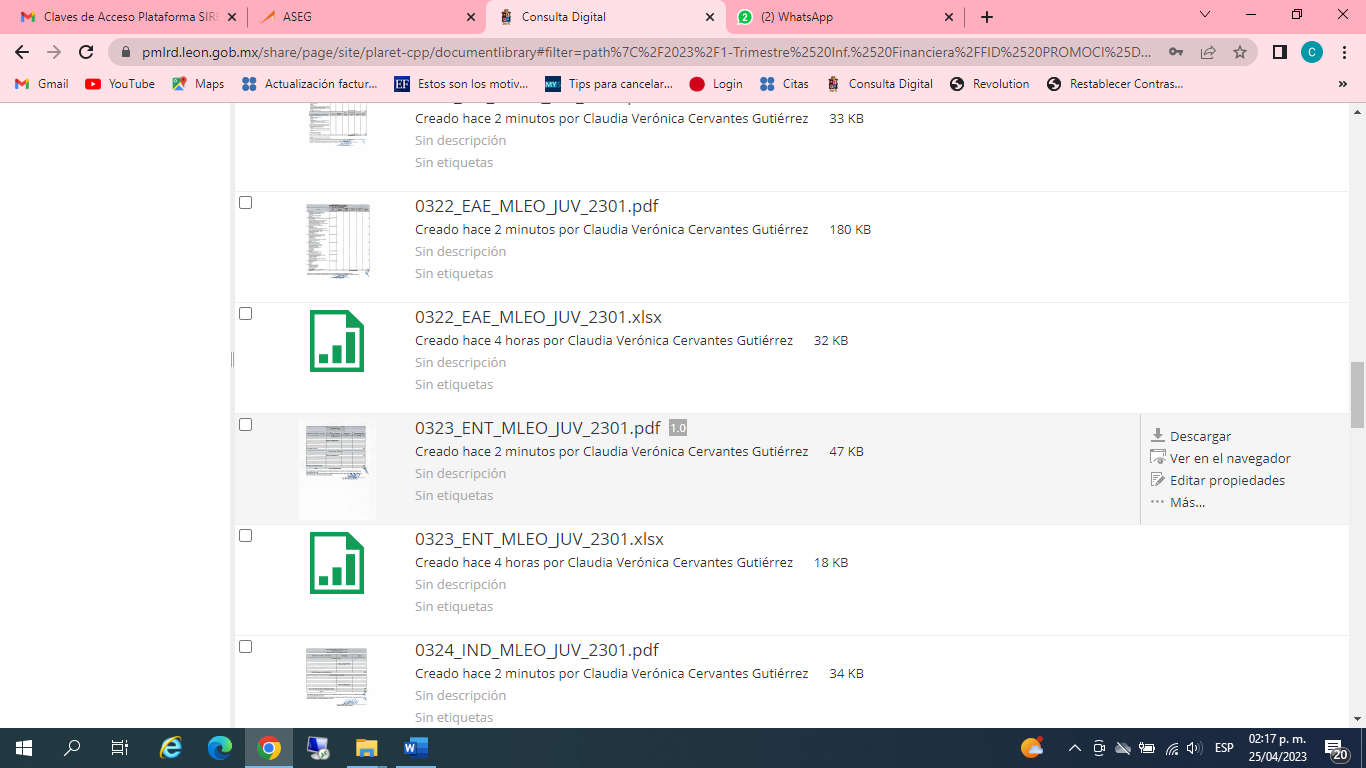 Claves de Acceso Plataforma SIRE
ASEG
Consulta Digital
(2) WhatsApp
pmlrd.leon.gob.mx/share/page/site/plaret-cpp/documentlibrary#filter=path%7C%2F2023%2F1-Trimestre%2520Inf.%2520Financiera%2FFID%2520PROMOCI%25D...
C
Gmail
YouTube
Maps
Actualización factur...
EF Estos son los motiv...
MY Tips para cancelar...
Login
Citas
Consulta Digital
Revolution
Restablecer Contras...
»
Creado hace 2 minutos por Claudia Verónica Cervantes Gutiérrez 33 KB
Sin descripción
Sin etiquetas
0322_EAE_MLEO_JUV_2301.pdf
Creado hace 2 minutos por Claudia Verónica Cervantes Gutiérrez 180 KB
Sin descripción
Sin etiquetas
0322_EAE_MLEO_JUV_2301.xlsx
Creado hace 4 horas por Claudia Verónica Cervantes Gutiérrez 32 KB
Sin descripción
Sin etiquetas
0323_ENT_MLEO_JUV_2301.pdf 1.0
Creado hace 2 minutos por Claudia Verónica Cervantes Gutiérrez 47 KB
Sin descripción
Sin etiquetas
Descargar
Ver en el navegador
Editar propiedades
Más...
0323_ENT_MLEO_JUV_2301.xlsx
Creado hace 4 horas por Claudia Verónica Cervantes Gutiérrez 18 KB
Sin descripción
Sin etiquetas
0324_IND_MLEO_JUV_2301.pdf
Creado hace 2 minutos por Claudia Verónica Cervantes Gutiérrez 34 KB
Sin descripción
Sin etiquetas
ESP
02:17 p. m.
25/04/2023
20